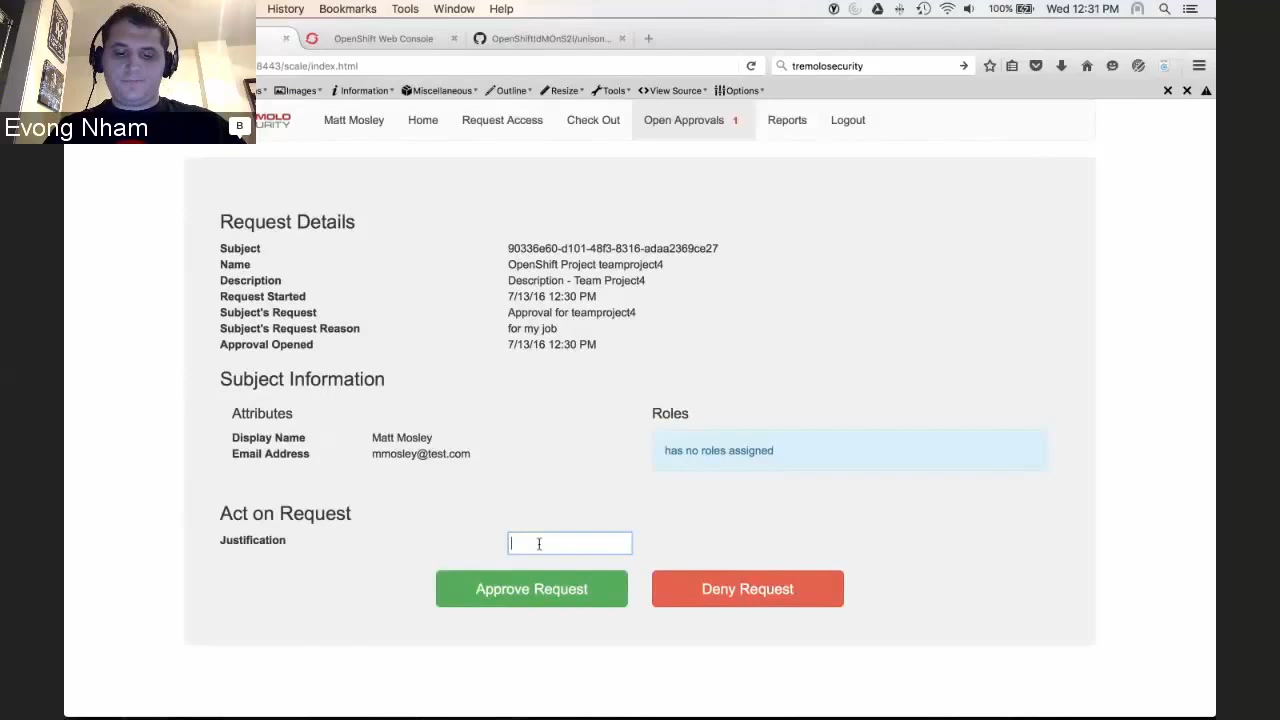 History Bookmarks Tools Window Help 100% Wed 12:31 PM
OpenShift Web Console OpenShiftIdMOnS2I/unison...
8443/scale/index.html tremolosecurity
Images Information Miscellaneous Outline Resize Tools View Source Options
Evong Nham B
MOLO
CURITY
Matt Mosley Home Request Access Check Out Open Approvals 1 Reports Logout
Request Details
Subject 90336e60-d101-48f3-8316-adaa2369ce27
Name OpenShift Project teamproject4
Description Description - Team Project4
Request Started 7/13/16 12:30 PM
Subject's Request Approval for teamproject4
Subject's Request Reason for my job
Approval Opened 7/13/16 12:30 PM
Subject Information
Attributes Roles
Display Name Matt Mosley
Email Address mmosley@test.com
has no roles assigned
Act on Request
Justification
Approve Request Deny Request